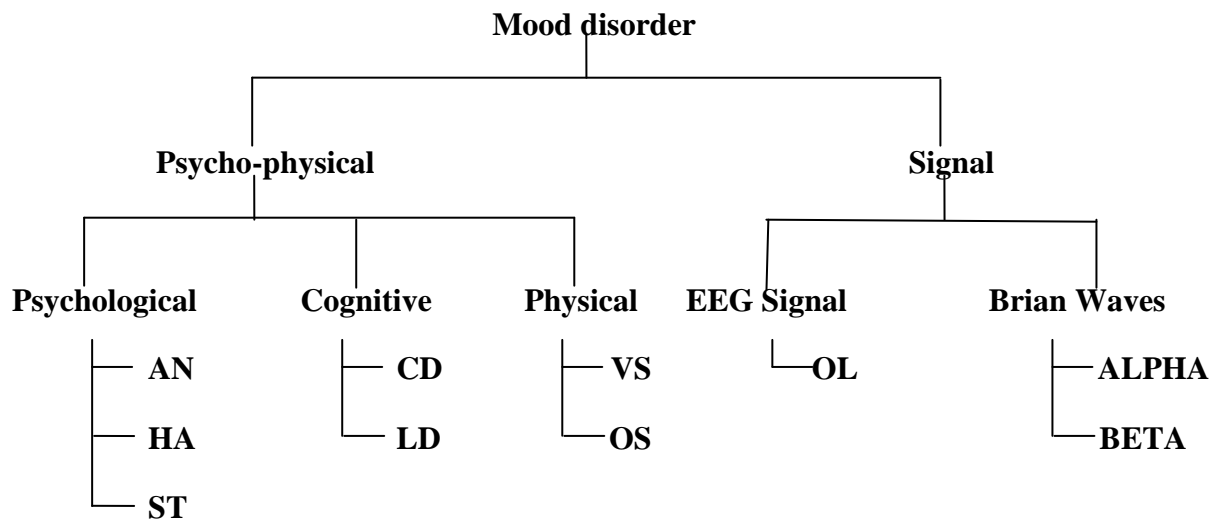 Mood disorder
Psycho-physical Signal
Psychological Cognitive Physical EEG Signal Brian Waves
AN CD VS OL ALPHA
HA LD OS BETA
ST